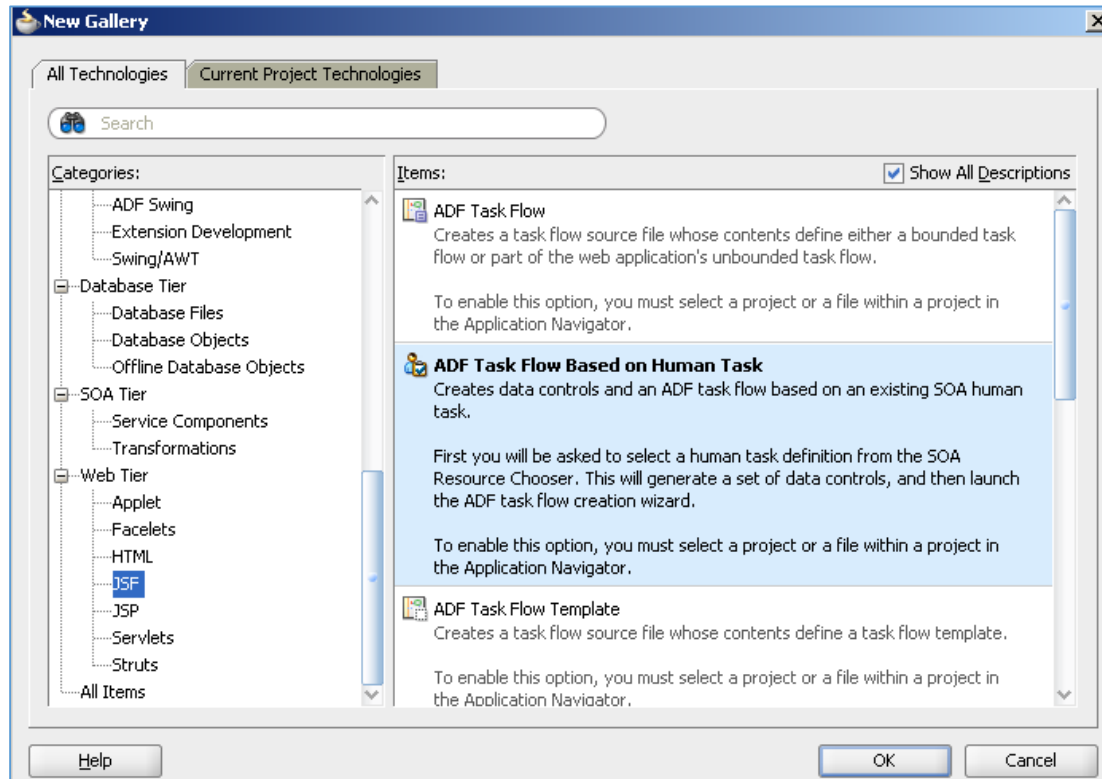 New Gallery
All Technologies
Current Project Technologies
Search
Categories:
ADF Swing
Extension Development
Swing/AWT
Database Tier
Database Files
Database Objects
Offline Database Objects
SOA Tier
Service Components
Transformations
Web Tier
Applet
Facelets
HTML
JSF
JSP
Servlets
Struts
All Items
Items:
Show All Descriptions
ADF Task Flow
Creates a task flow source file whose contents define either a bounded task
flow or part of the web application's unbounded task flow.
To enable this option, you must select a project or a file within a project in
the Application Navigator.
ADF Task Flow Based on Human Task
Creates data controls and an ADF task flow based on an existing SOA human
task.
First you will be asked to select a human task definition from the SOA
Resource Chooser. This will generate a set of data controls, and then launch
the ADF task flow creation wizard.
To enable this option, you must select a project or a file within a project in
the Application Navigator.
ADF Task Flow Template
Creates a task flow source file whose contents define a task flow template.
To enable this option, you must select a project or a file within a project in
the Application Navigator.
Help
OK
Cancel